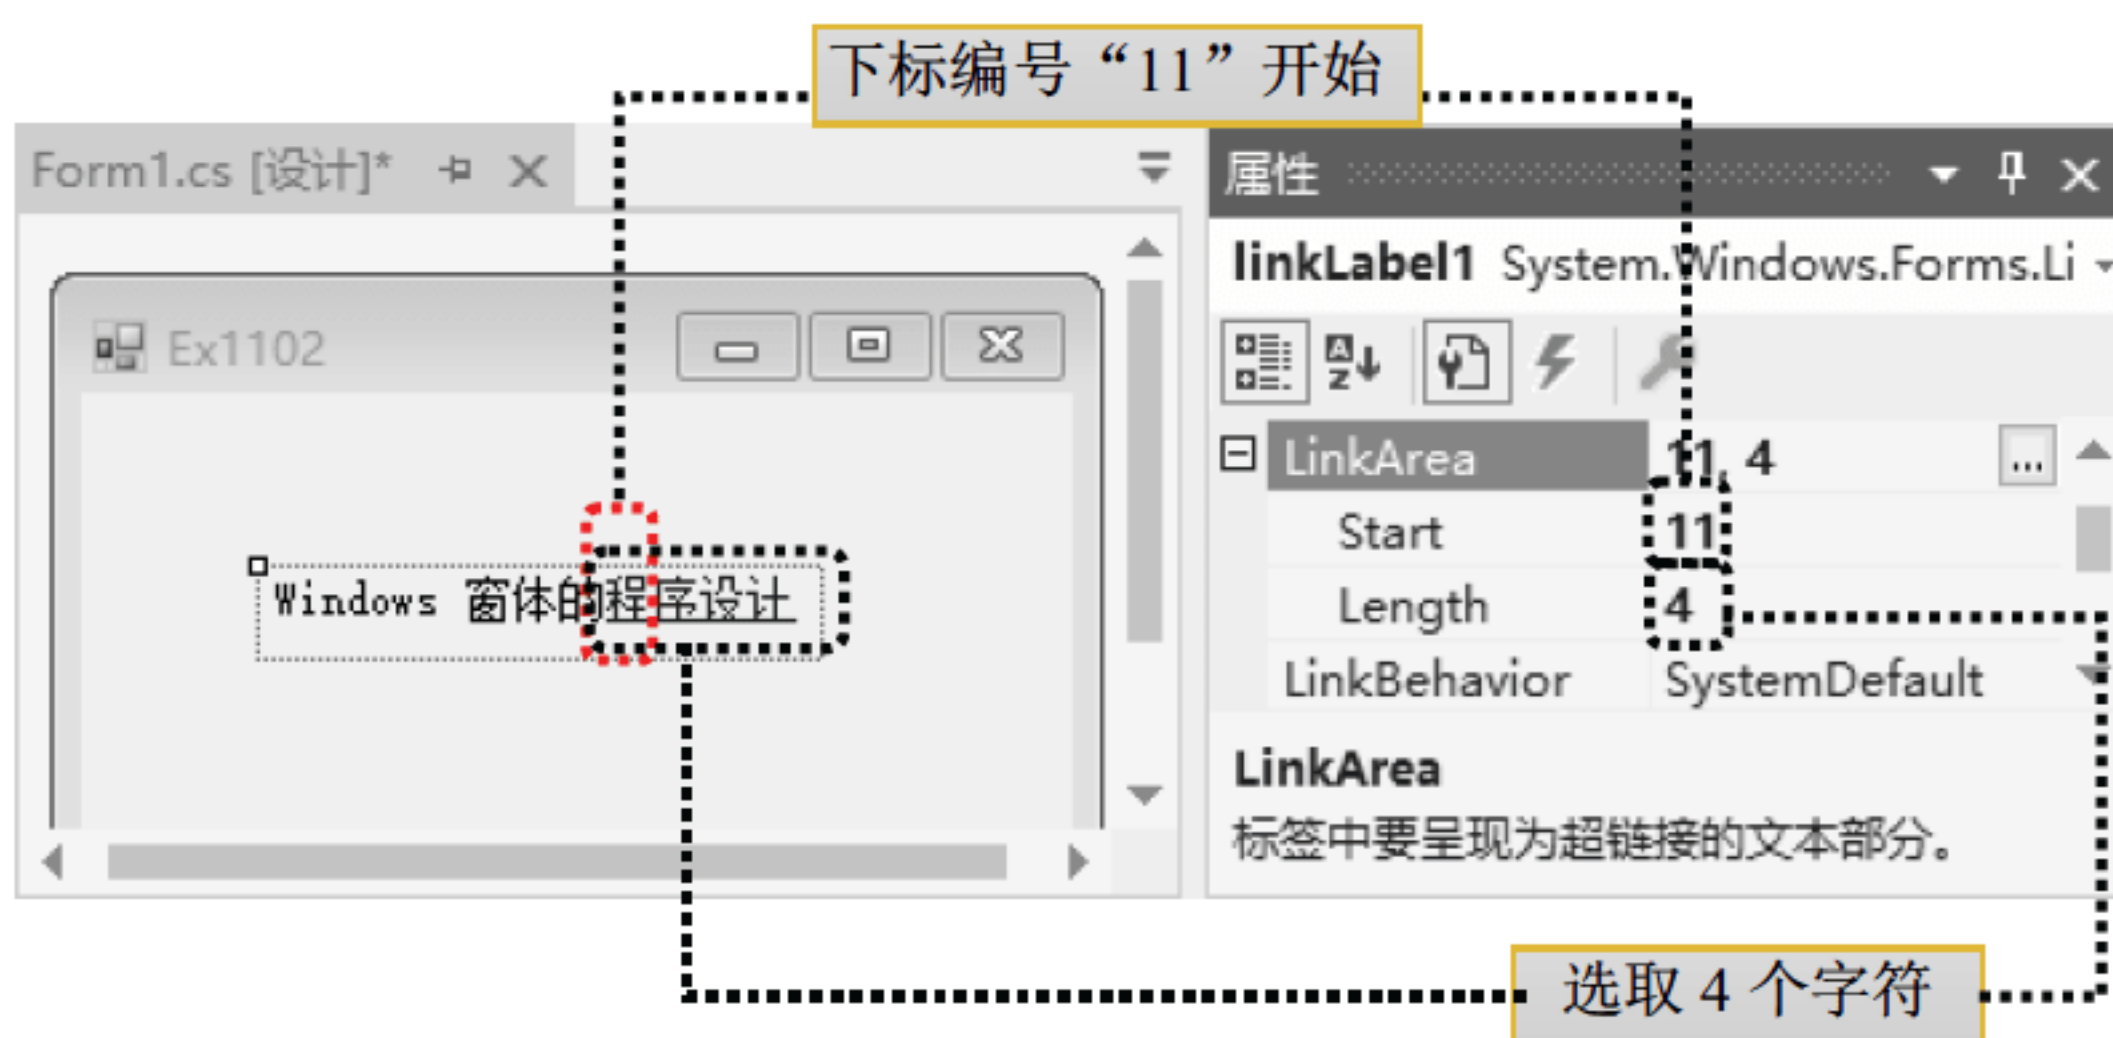 下标编号“11”开始
Form1.cs [设计]*
属性
linkLabel1 System.Windows.Forms.Li
Ex1102
LinkArea 11, 4
...
Start 11
Windows 窗体的程序设计
Length 4
LinkBehavior SystemDefault
LinkArea
标签中要呈现为超链接的文本部分。
选取 4 个字符